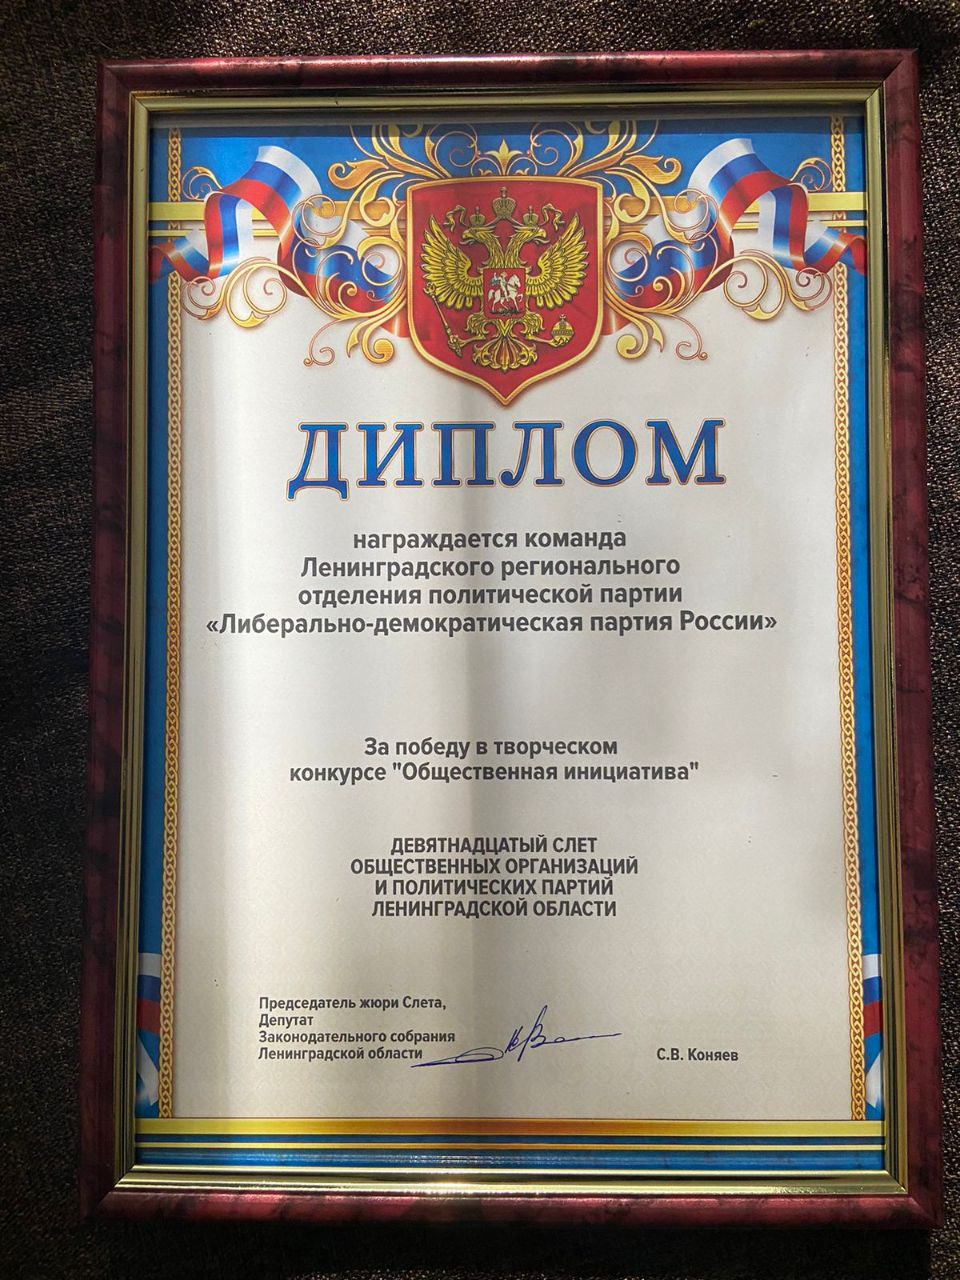 ДИПЛОМ
награждается команда
Ленинградского регионального
отделения политической партии
«Либерально-демократическая партия России»
За победу в творческом
конкурсе "Общественная инициатива"
ДЕВЯТНАДЦАТЫЙ СЛЕТ
ОБЩЕСТВЕННЫХ ОРГАНИЗАЦИЙ
И ПОЛИТИЧЕСКИХ ПАРТИЙ
ЛЕНИНГРАДСКОЙ ОБЛАСТИ
Председатель жюри Слета,
Депутат
Законодательного собрания
Ленинградской области
С.В. Коняев